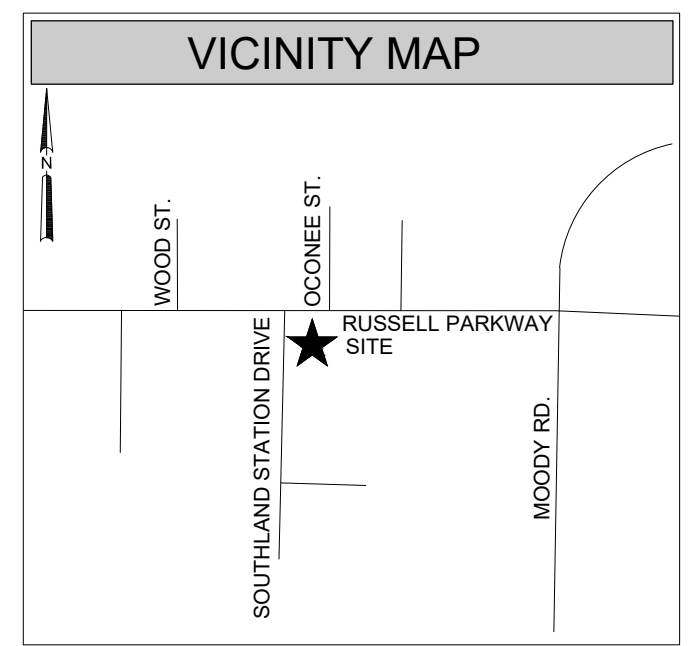 VICINITY MAP
N
WOOD ST.
OCONEE ST.
RUSSELL PARKWAY
SITE
SOUTHLAND STATION DRIVE
MOODY RD.